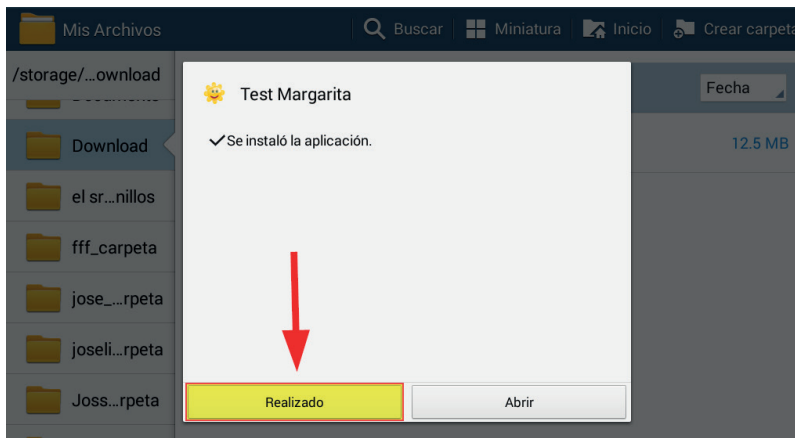 Mis Archivos
Buscar
Miniatura
Inicio
Crear carpeta
/storage/...ownload
Fecha
Download
12.5 MB
el sr...nillos
fff_carpeta
jose_...rpeta
joseli...rpeta
Joss...rpeta
Test Margarita
Se instaló la aplicación.
Realizado
Abrir